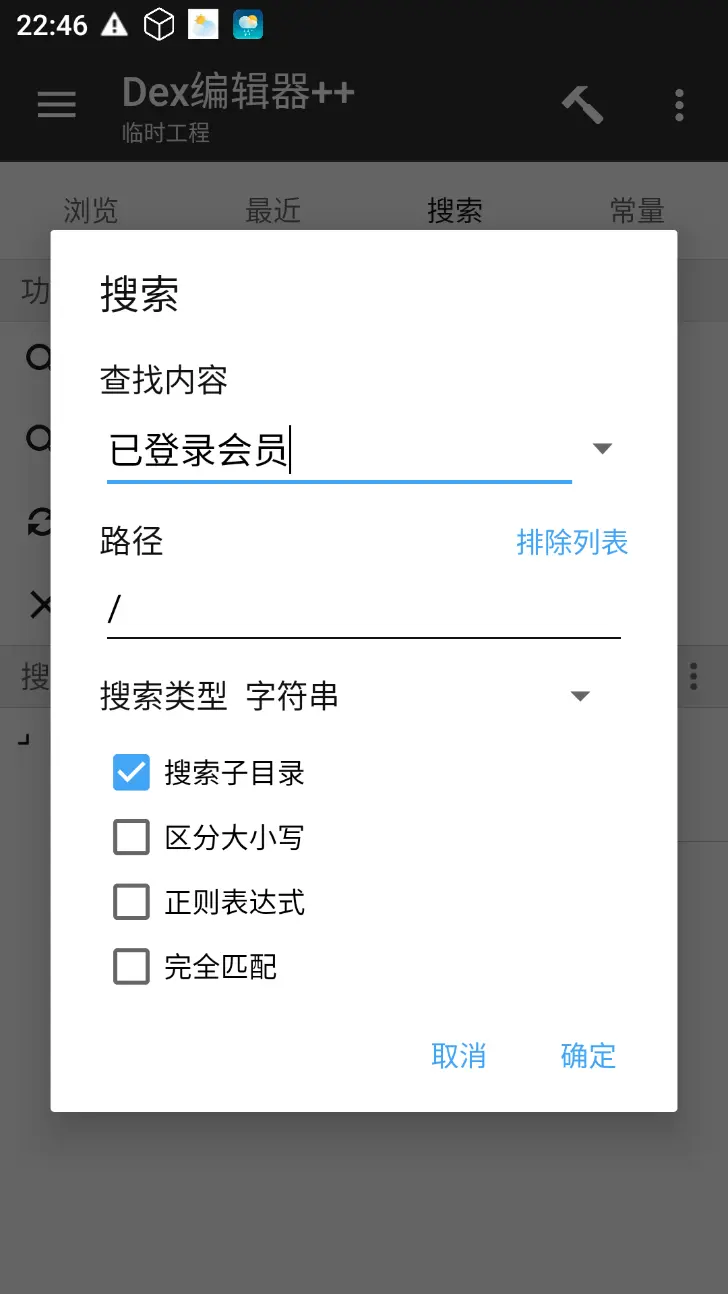 22:46
Dex编辑器++
临时工程
浏览 最近 搜索 常量
功
搜索
查找内容
已登录会员
路径 排除列表
/
搜索类型 字符串
搜
搜索子目录
区分大小写
正则表达式
完全匹配
取消 确定